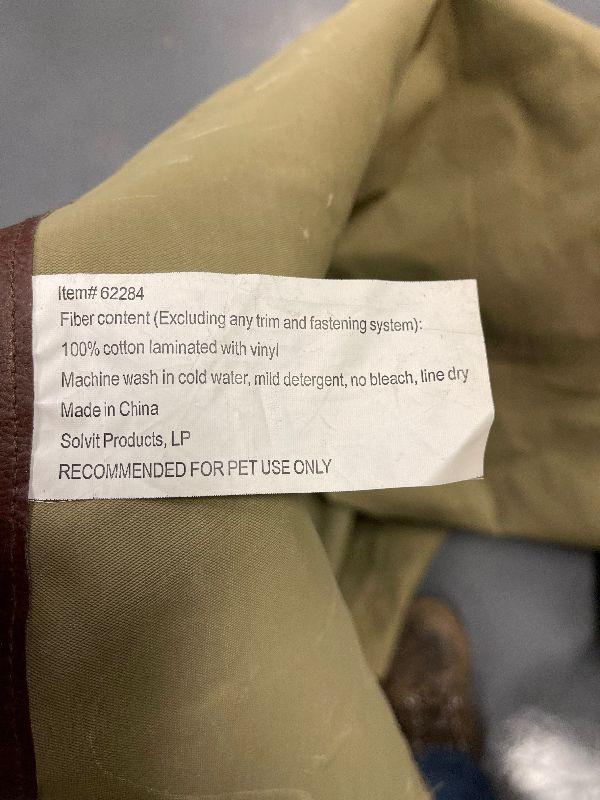 Item# 62284
Fiber content (Excluding any trim and fastening system):
100% cotton laminated with vinyl
Machine wash in cold water, mild detergent, no bleach, line dry
Made in China
Solvit Products, LP
RECOMMENDED FOR PET USE ONLY